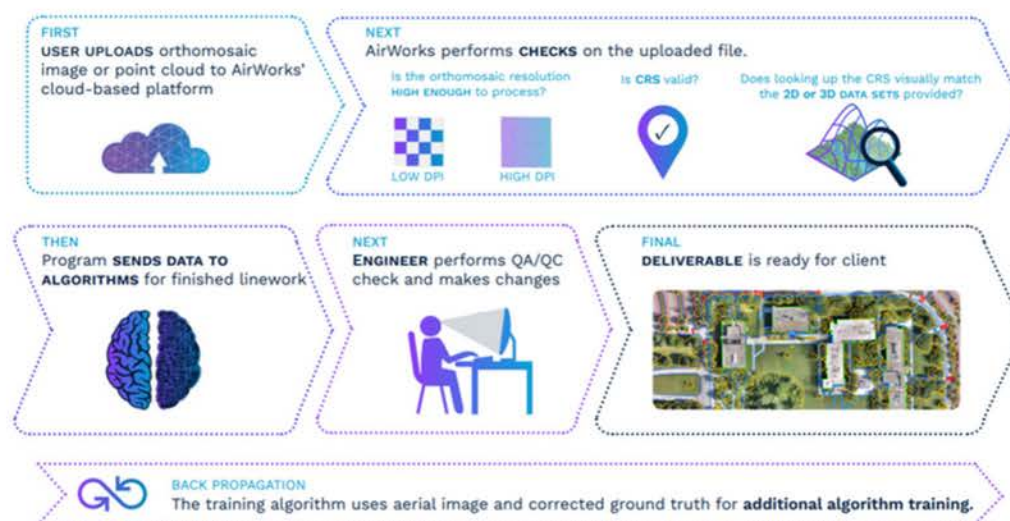 FIRST
USER UPLOADS orthomosaic
image or point cloud to AirWorks'
cloud-based platform
NEXT
AirWorks performs CHECKS on the uploaded file.
Is the orthomosaic resolution
HIGH ENOUGH to process?
LOW DPI
HIGH DPI
Is CRS valid?
Does looking up the CRS visually match
the 2D or 3D DATA SETS provided?
THEN
Program SENDS DATA TO
ALGORITHMS for finished linework
NEXT
ENGINEER performs QA/QC
check and makes changes
FINAL
DELIVERABLE is ready for client
BACK PROPAGATION
The training algorithm uses aerial image and corrected ground truth for additional algorithm training.